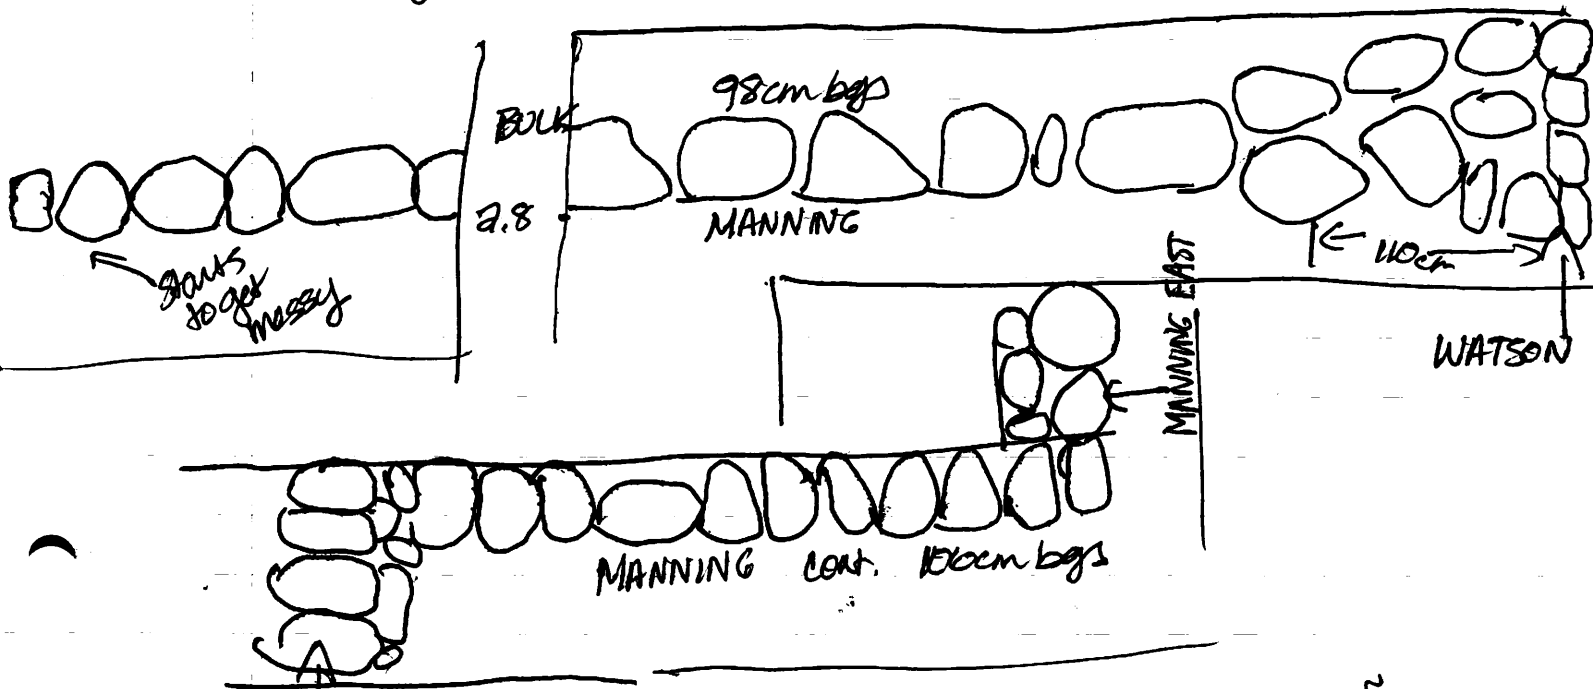 98cm bgs
BULK
2.8
MANNING
starts
to get
messy
110cm
WATSON
MANNING EAST
MANNING cont. 100cm bgs